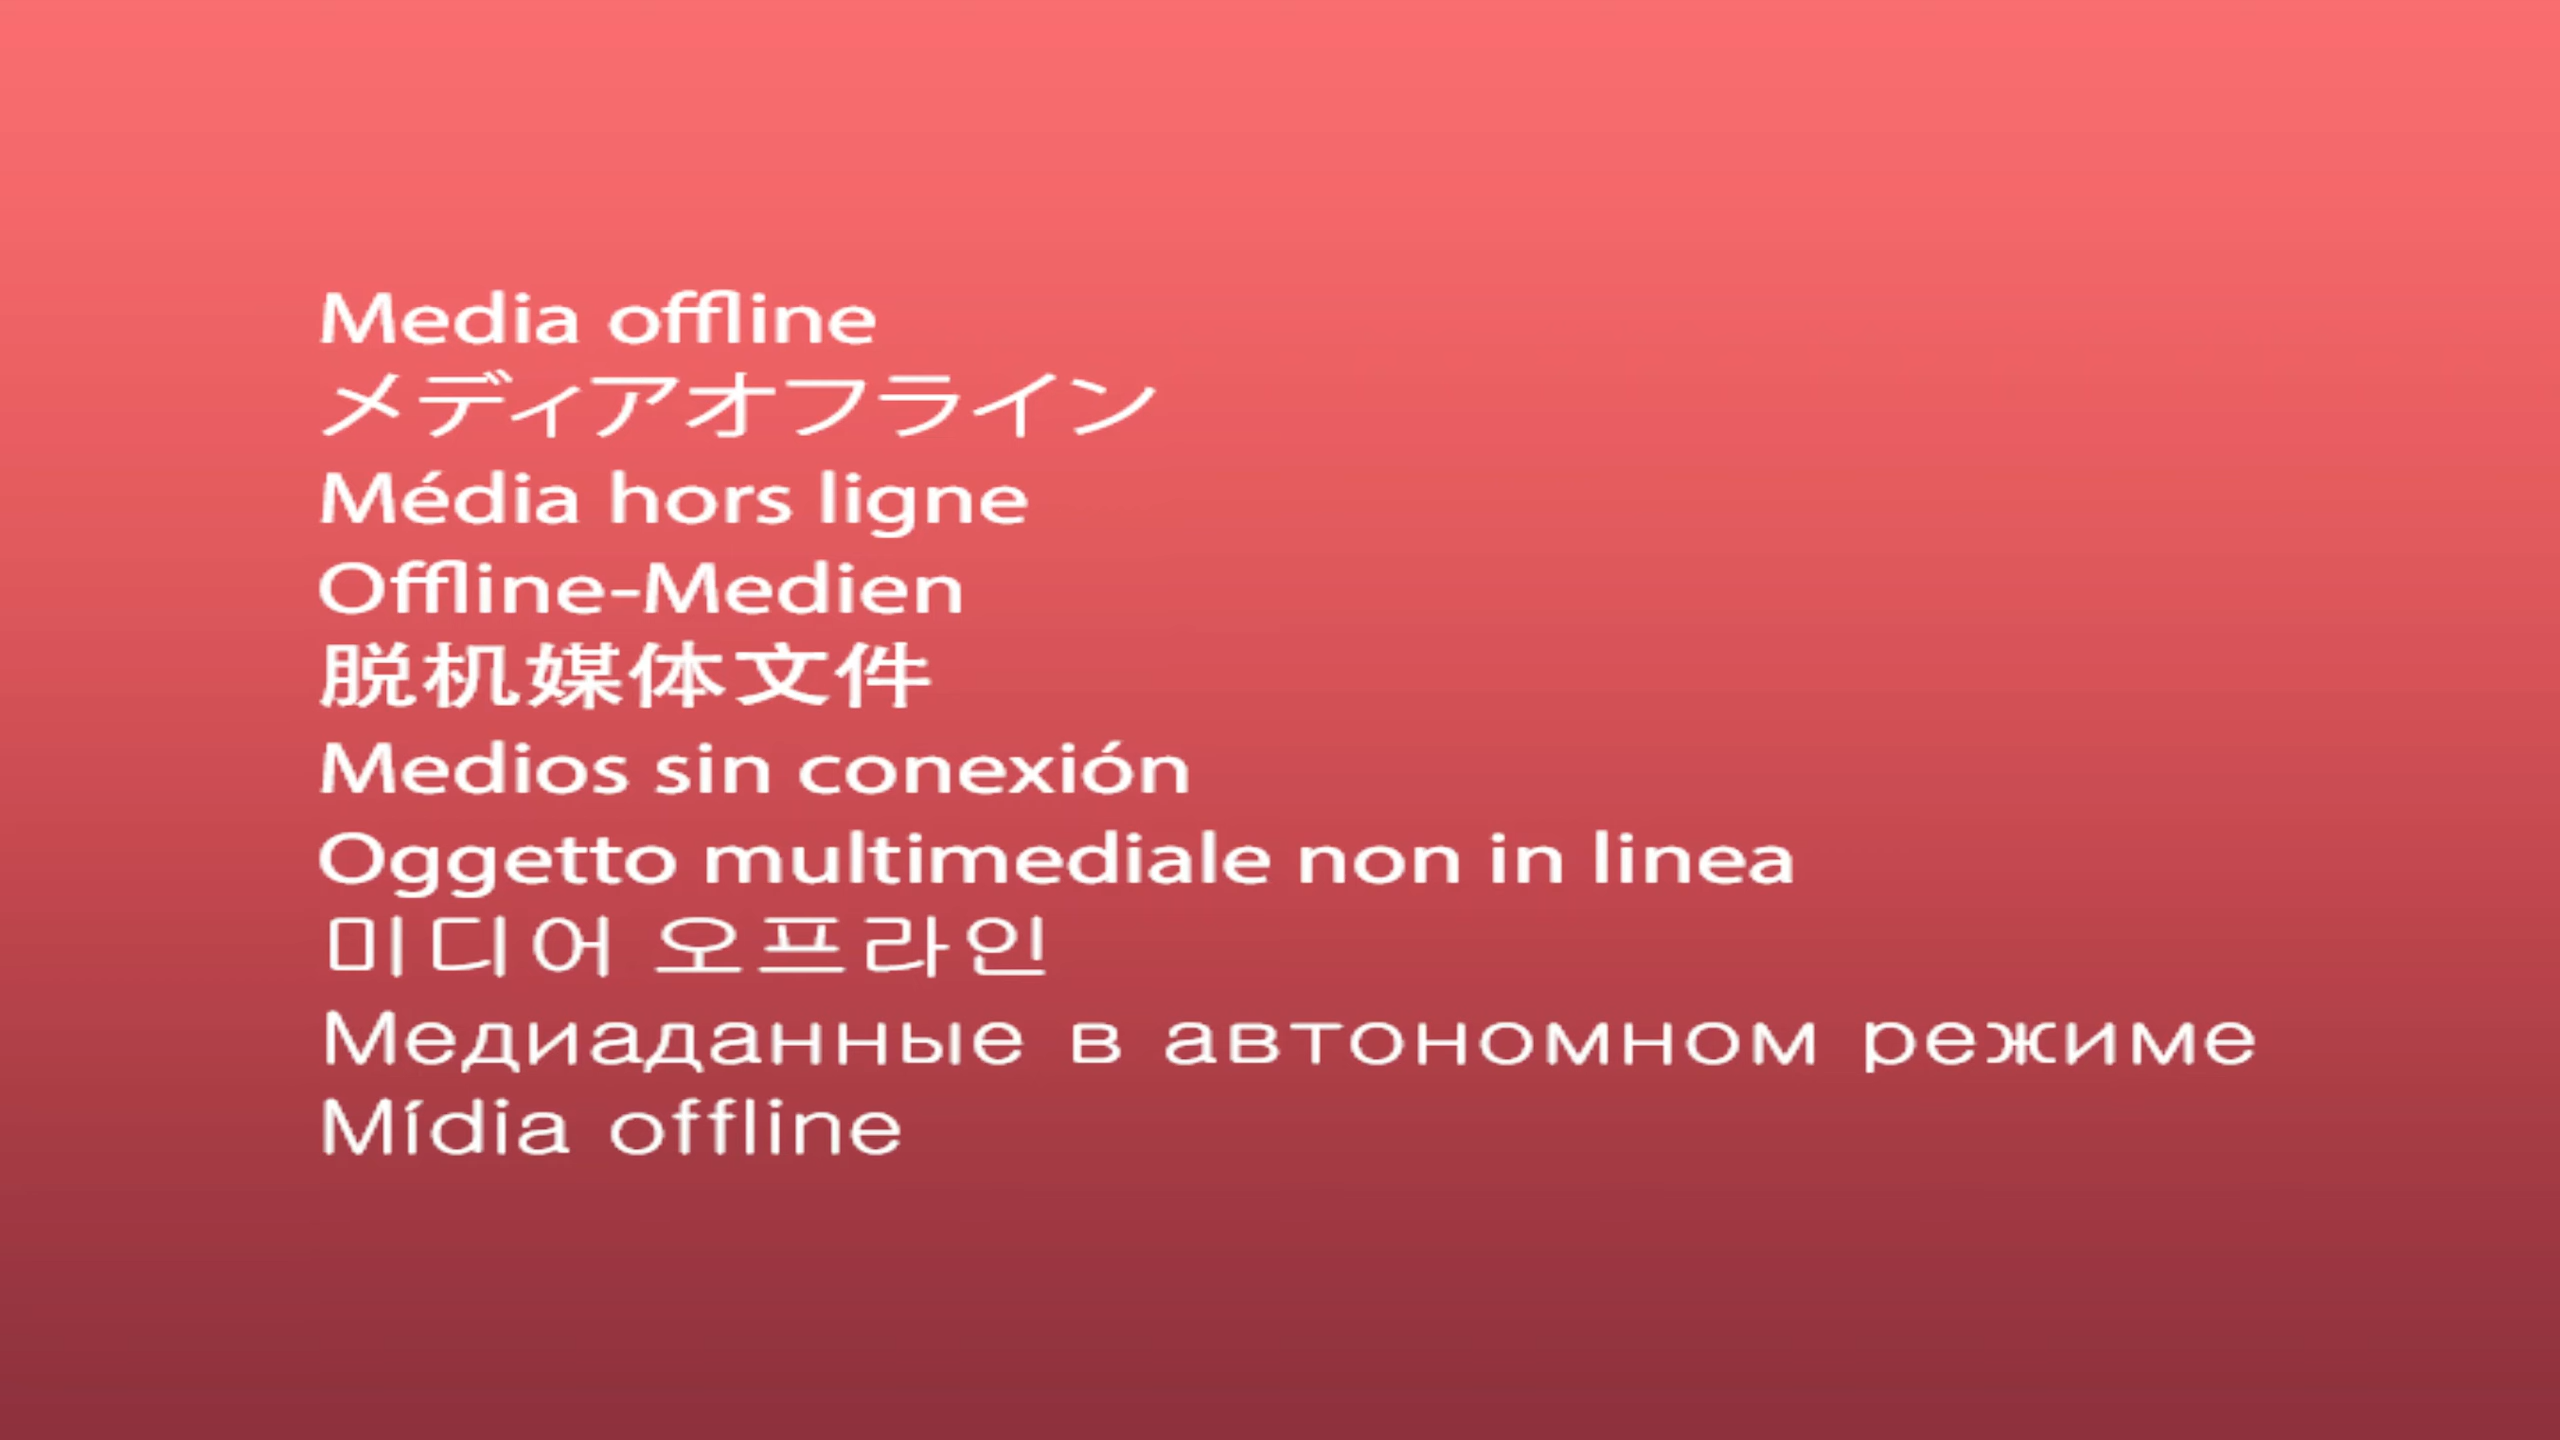 Media offline
メディアオフライン
Média hors ligne
Offline-Medien
脱机媒体文件
Medios sin conexión
Oggetto multimediale non in linea
미디어 오프라인
Медиаданные в автономном режиме
Mídia offline